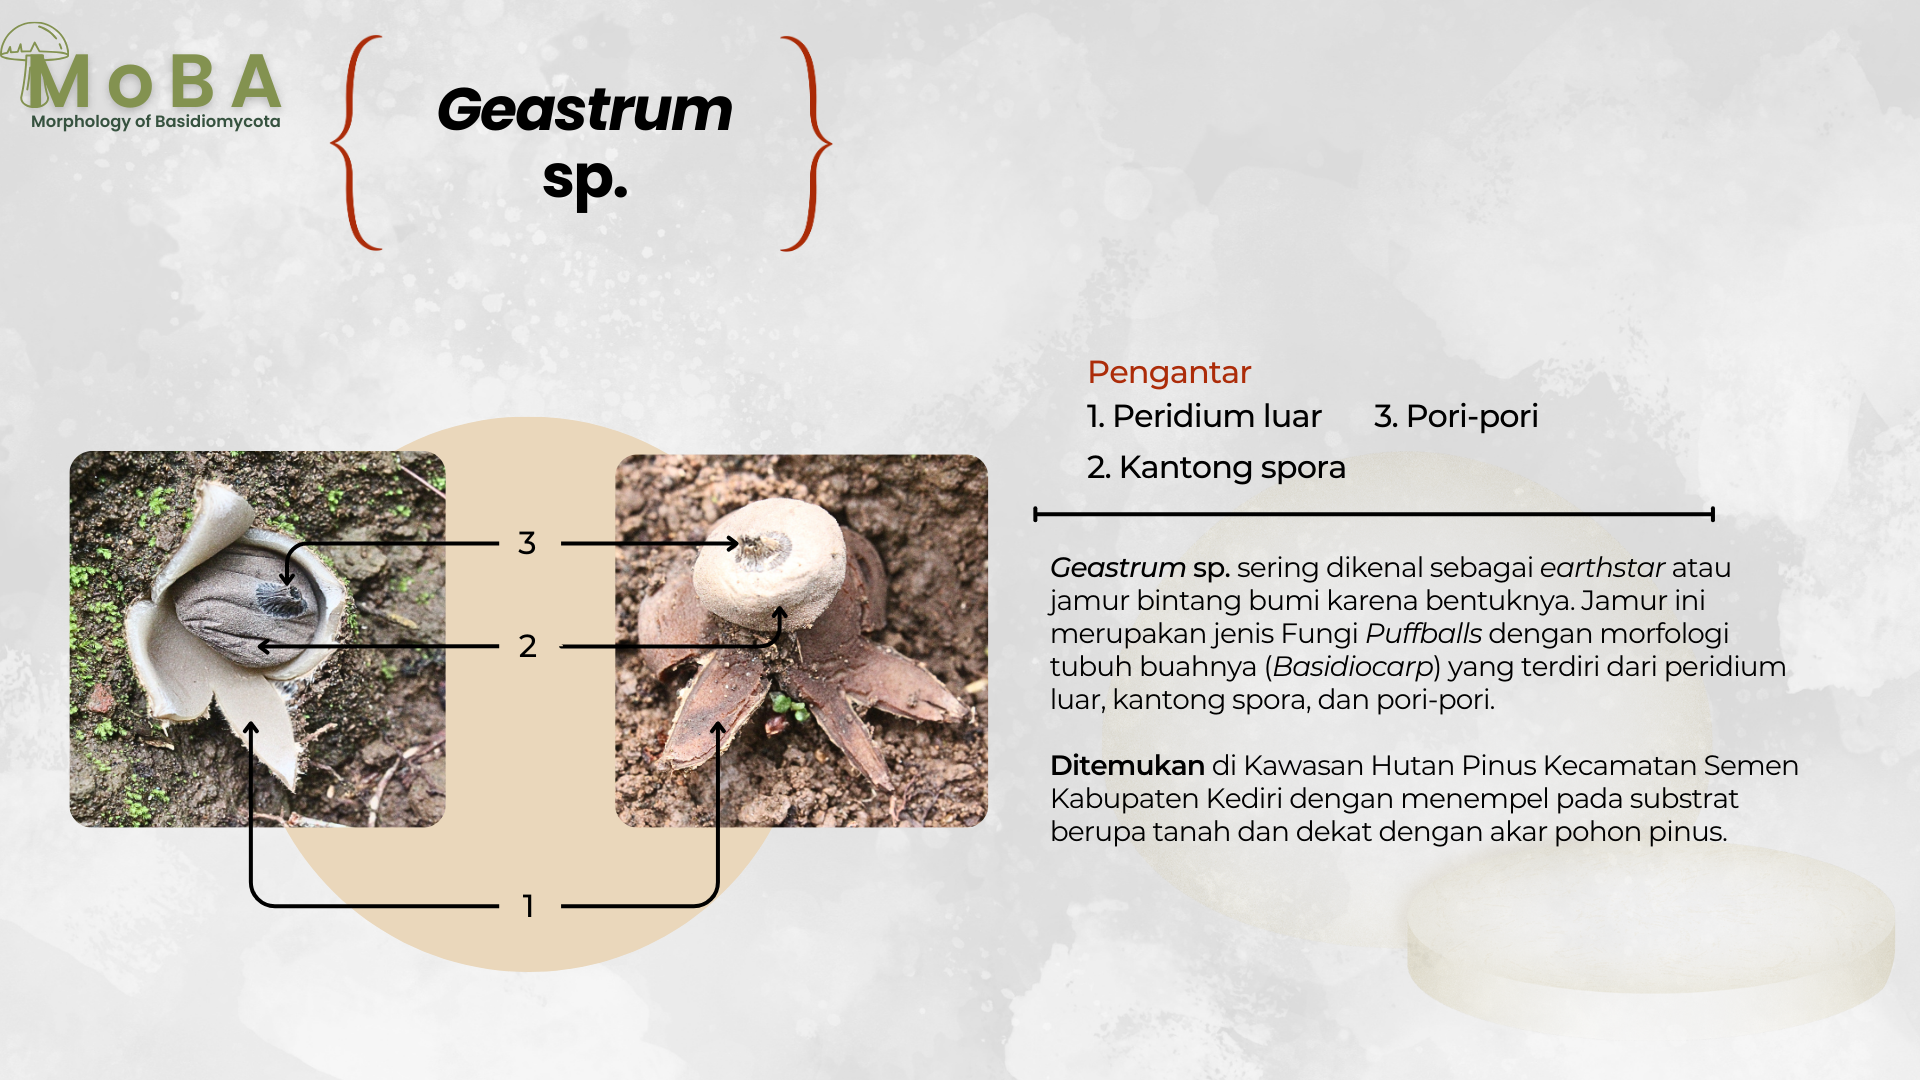 MoBA
Morphology of Basidiomycota
Geastrum
sp.
Pengantar
1. Peridium luar 3. Pori-pori
2. Kantong spora
3
2
1
Geastrum sp. sering dikenal sebagai earthstar atau
jamur bintang bumi karena bentuknya. Jamur ini
merupakan jenis Fungi Puffballs dengan morfologi
tubuh buahnya (Basidiocarp) yang terdiri dari peridium
luar, kantong spora, dan pori-pori.
Ditemukan di Kawasan Hutan Pinus Kecamatan Semen
Kabupaten Kediri dengan menempel pada substrat
berupa tanah dan dekat dengan akar pohon pinus.